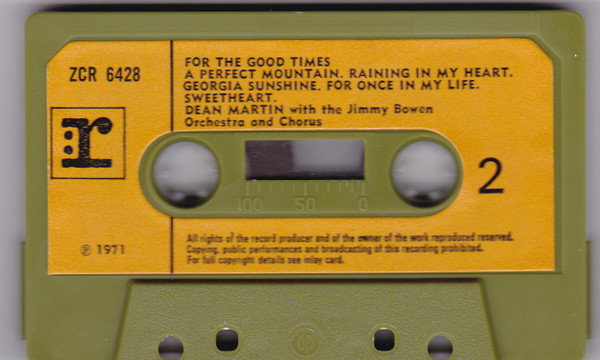 ZCR 6428
FOR THE GOOD TIMES
A PERFECT MOUNTAIN. RAINING IN MY HEART.
GEORGIA SUNSHINE. FOR ONCE IN MY LIFE.
SWEETHEART.
DEAN MARTIN with the Jimmy Bowen
Orchestra and Chorus
:r
100 50 0
2
All rights of the record producer and of the owner of the work reproduced reserved.
Copying, public performances and broadcasting of this recording prohibited.
For full copyright details see inlay card.
℗ 1971